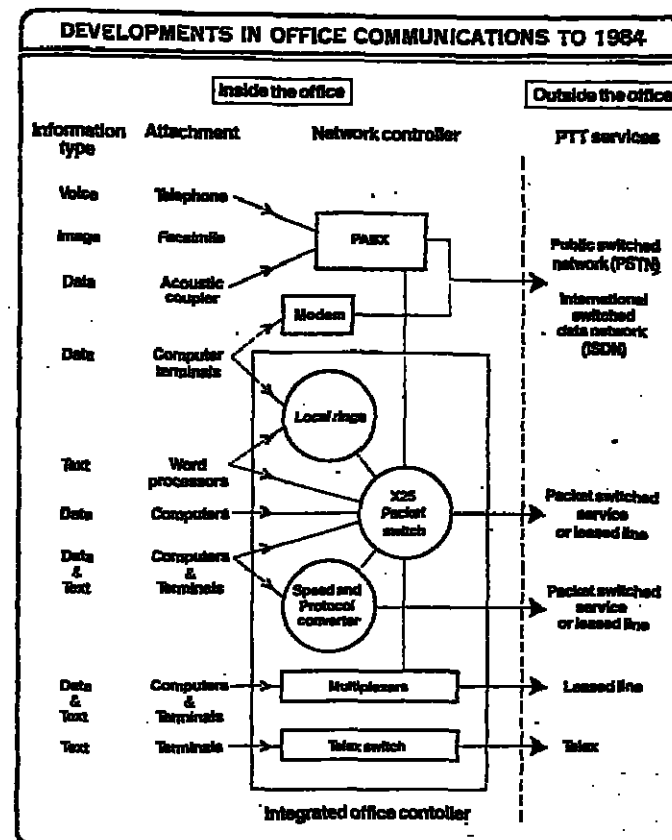 DEVELOPMENTS IN OFFICE COMMUNICATIONS TO 1984
Inside the office
Outside the office
Information type
Attachment
Network controller
PTT services
Voice
Telephone
Image
Facsimile
PABX
Data
Acoustic coupler
Public switched network (PSTN)
International switched data network (ISDN)
Modem
Data
Computer terminals
Local rings
Text
Word processors
Data
Computers
X25 Packet switch
Packet switched service or leased line
Data & Text
Computers & Terminals
Speed and Protocol converter
Packet switched service or leased line
Data & Text
Computers & Terminals
Multiplexers
Leased line
Text
Terminals
Telex switch
Telex
Integrated office contoller